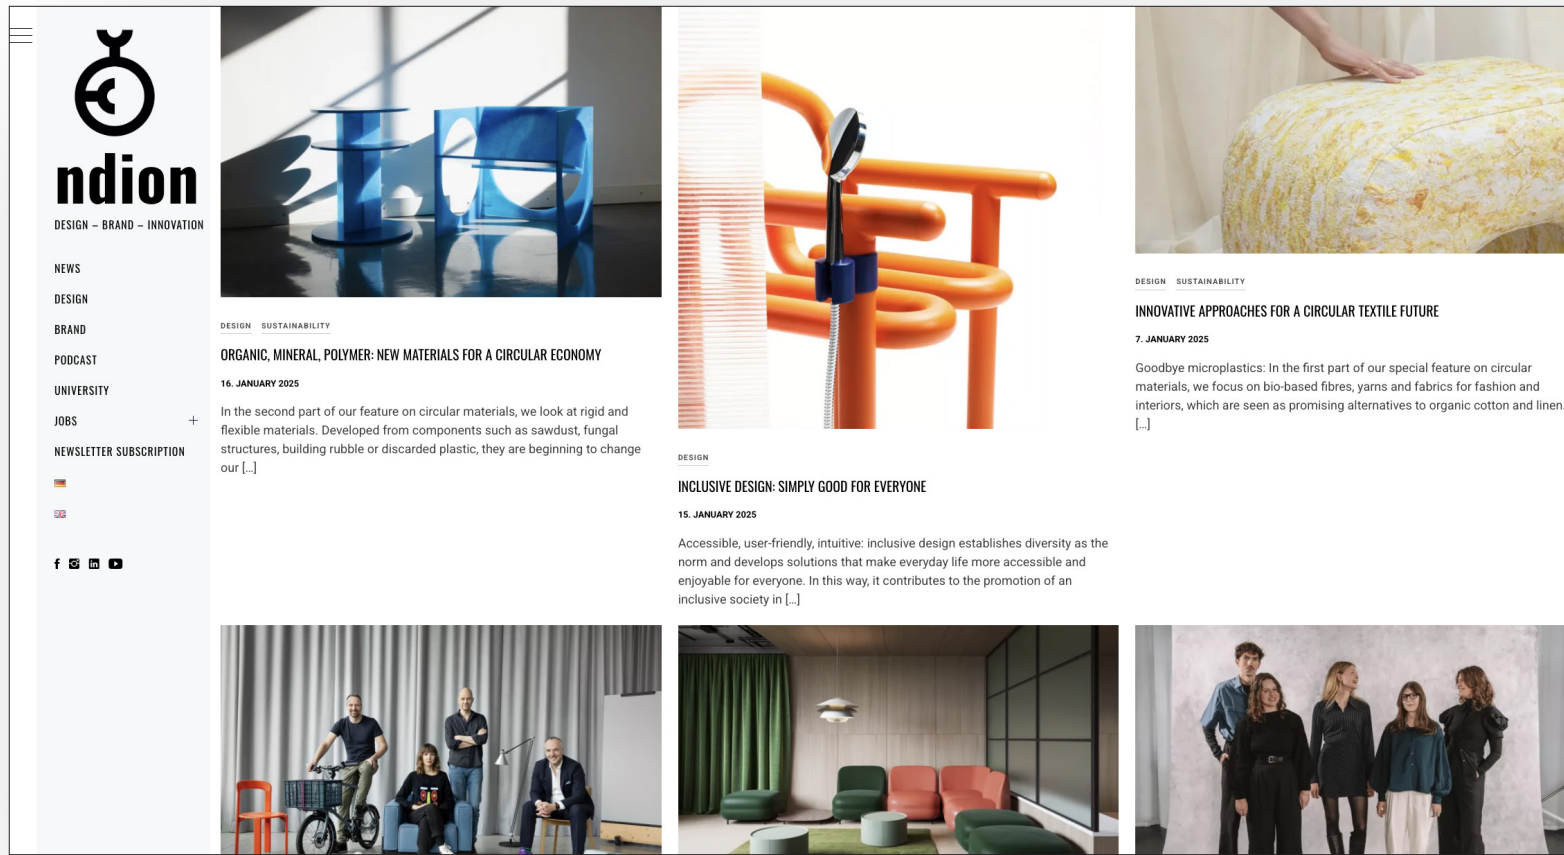 ndion
DESIGN – BRAND – INNOVATION
NEWS
DESIGN
BRAND
PODCAST
UNIVERSITY
JOBS
NEWSLETTER SUBSCRIPTION
DESIGN SUSTAINABILITY
ORGANIC, MINERAL, POLYMER: NEW MATERIALS FOR A CIRCULAR ECONOMY
16. JANUARY 2025
In the second part of our feature on circular materials, we look at rigid and
flexible materials. Developed from components such as sawdust, fungal
structures, building rubble or discarded plastic, they are beginning to change
our [...]
DESIGN
INCLUSIVE DESIGN: SIMPLY GOOD FOR EVERYONE
15. JANUARY 2025
Accessible, user-friendly, intuitive: inclusive design establishes diversity as the
norm and develops solutions that make everyday life more accessible and
enjoyable for everyone. In this way, it contributes to the promotion of an
inclusive society in [...]
DESIGN SUSTAINABILITY
INNOVATIVE APPROACHES FOR A CIRCULAR TEXTILE FUTURE
7. JANUARY 2025
Goodbye microplastics: In the first part of our special feature on circular
materials, we focus on bio-based fibres, yarns and fabrics for fashion and
interiors, which are seen as promising alternatives to organic cotton and linen.
[...]